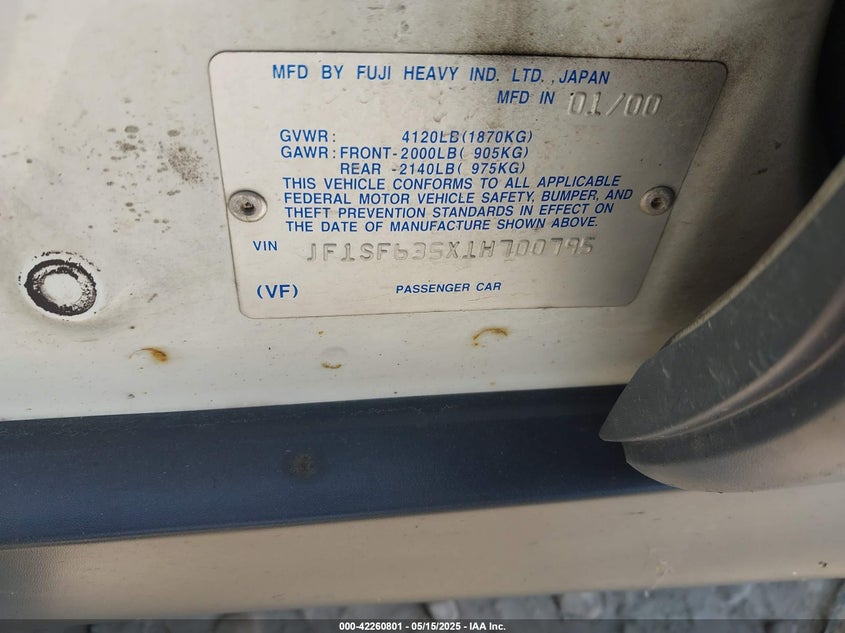 MFD BY FUJI HEAVY IND. LTD., JAPAN
MFD IN 01/00
GVWR: 4120LB(1870KG)
GAWR: FRONT-2000LB( 905KG)
REAR -2140LB( 975KG)
THIS VEHICLE CONFORMS TO ALL APPLICABLE
FEDERAL MOTOR VEHICLE SAFETY, BUMPER, AND
THEFT PREVENTION STANDARDS IN EFFECT ON
THE DATE OF MANUFACTURE SHOWN ABOVE.
VIN JF1SF635XYH700795
(VF) PASSENGER CAR
000-42260801 - 05/15/2025 - IAA Inc.